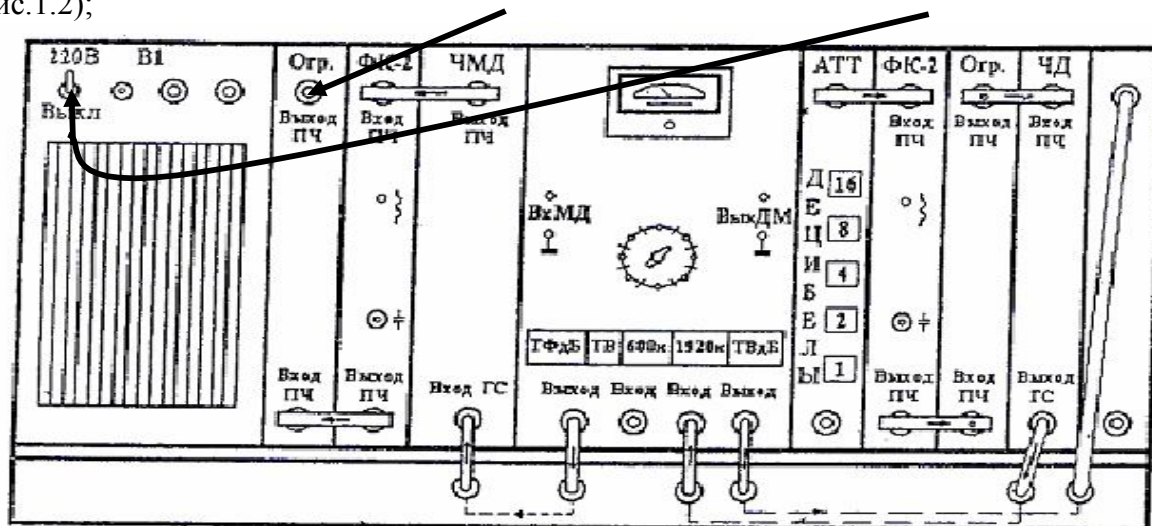 ис.1.2);
220В В1
Выкл
Огр.
Выход
ПЧ
Вход
ПЧ
ФК-2
Вход
ПЧ
Выход
ПЧ
ЧМД
Выход
ПЧ
Вход ГС
ВхМД
ВыхДМ
ТФдБ ТВ 600к 1920к ТВдБ
Выход Вход Вход Выход
АТТ
ДЕЦИБЕЛЫ
16
8
4
2
1
ФК-2
Вход
ПЧ
Выход
ПЧ
Огр.
Выход
ПЧ
Вход
ПЧ
ЧД
Вход
ПЧ
Выход
ГС